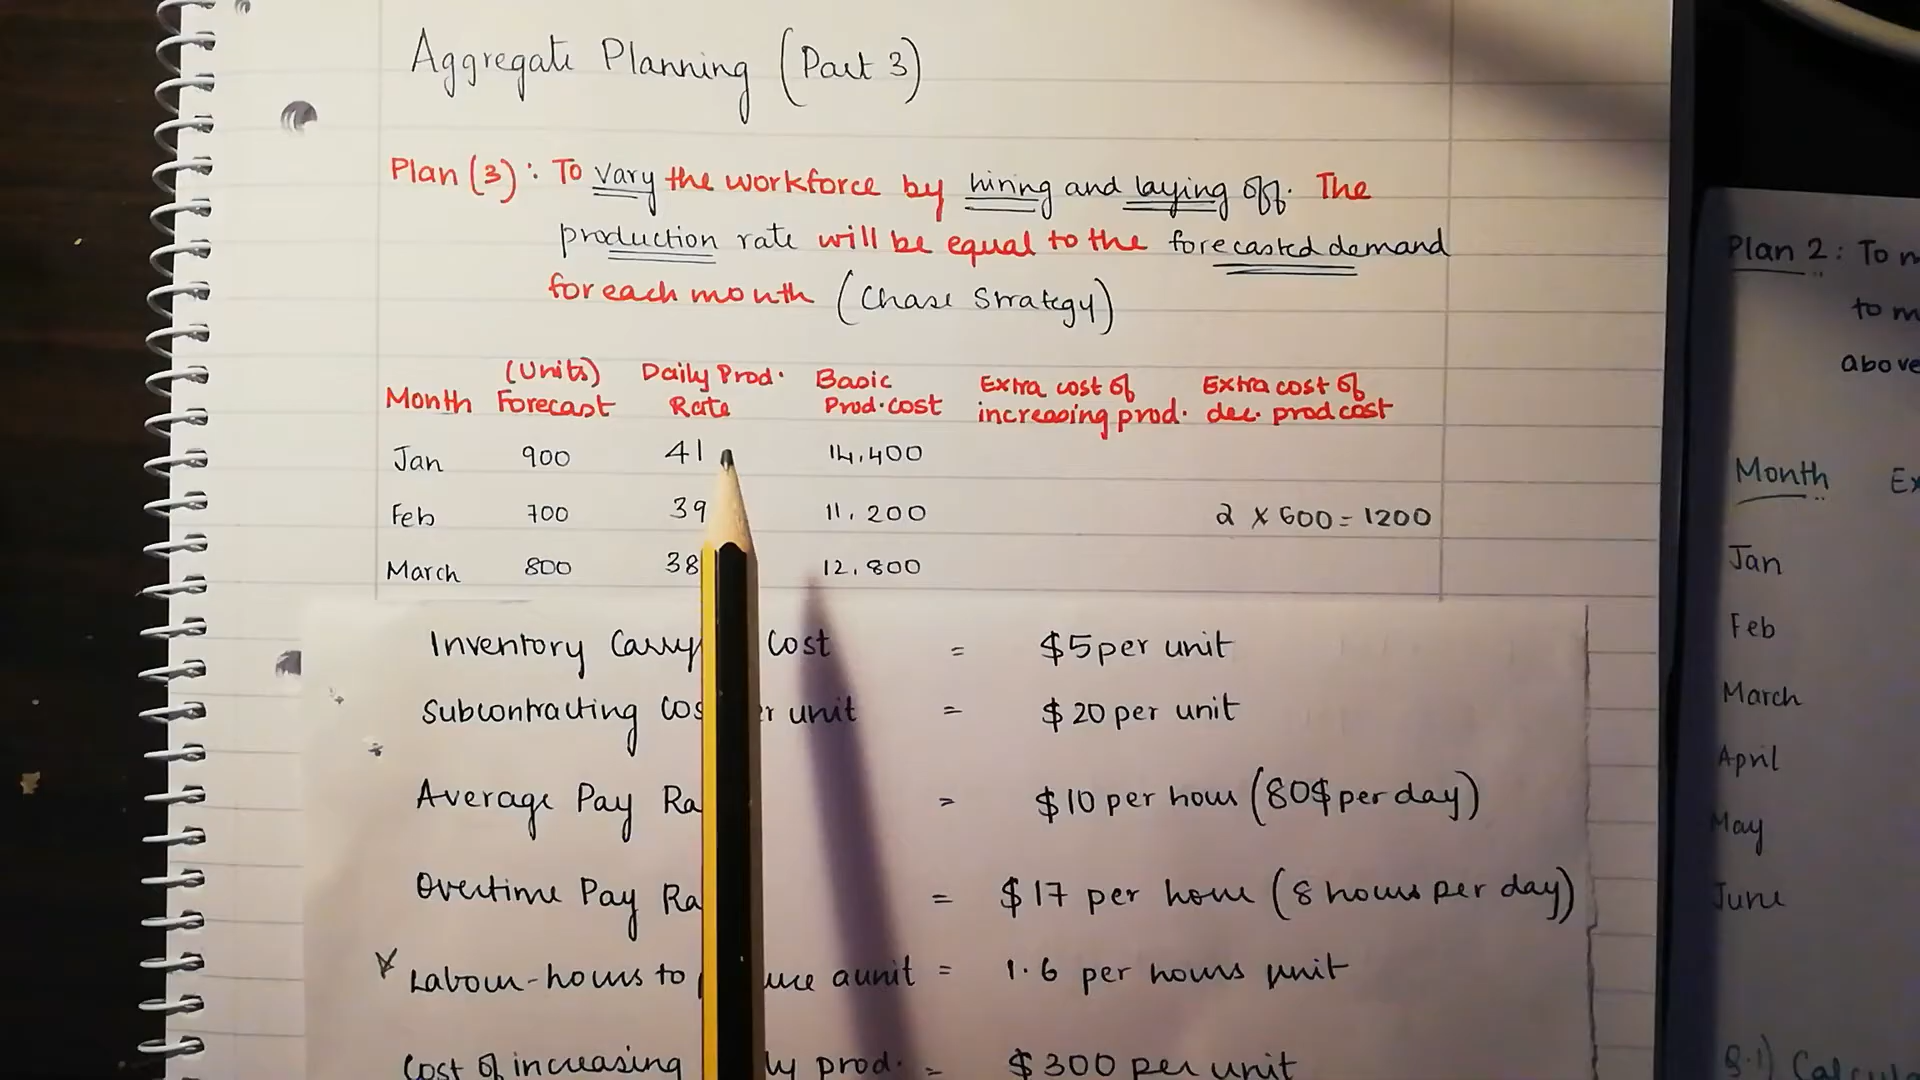 Aggregate Planning (Part 3)
Plan (3): To vary the workforce by hiring and laying off. The
production rate will be equal to the forecasted demand
for each month (Chase Strategy)
Month (Units) Forecast Daily Prod. Rate Basic Prod. cost Extra cost of increasing prod. Extra cost of dec. prod cost
Jan 900 41 14,400
Feb 700 39 11,200 2 x 600 = 1200
March 800 38 12,800
Inventory Carry Cost = $5 per unit
Subcontracting unit = $20 per unit
Average Pay = $10 per hour (80$ per day)
Overtime Pay = $17 per hour (8 hours per day)
Labour-hours to a unit = 1.6 per hours unit
Cost of increasing prod. = $300 per unit
Plan 2: To
to
above
Month
Jan
Feb
March
April
May
June